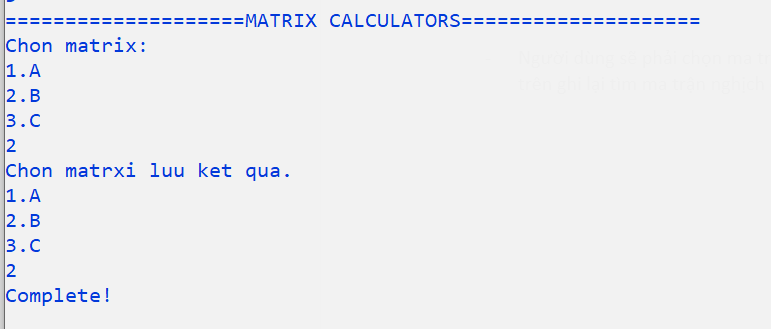 ====================MATRIX CALCULATORS====================
Chon matrix:
1.A
2.B
3.C
2
Chon matrxi luu ket qua.
1.A
2.B
3.C
2
Complete!